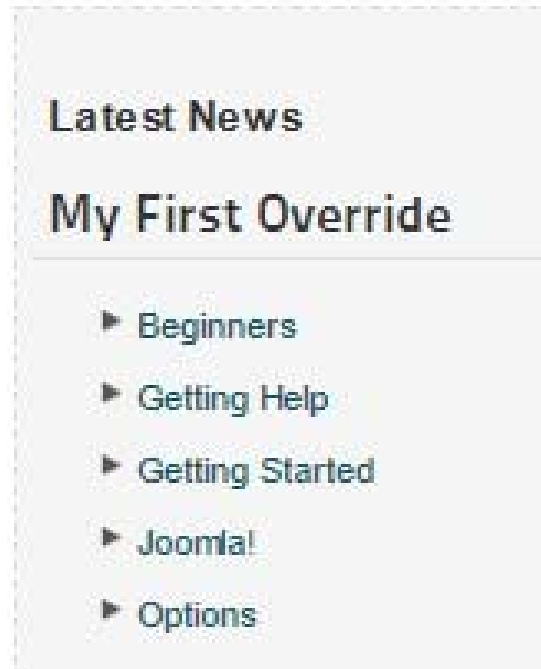 Latest News
My First Override
Beginners
Getting Help
Getting Started
Joomla!
Options